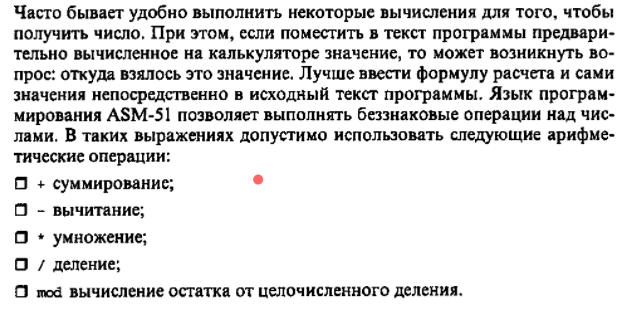 Часто бывает удобно выполнить некоторые вычисления для того, чтобы
получить число. При этом, если поместить в текст программы предвари-
тельно вычисленное на калькуляторе значение, то может возникнуть во-
прос: откуда взялось это значение. Лучше ввести формулу расчета и сами
значения непосредственно в исходный текст программы. Язык програм-
мирования ASM-51 позволяет выполнять беззнаковые операции над чис-
лами. В таких выражениях допустимо использовать следующие арифме-
тические операции:
❒ + суммирование;
❒ - вычитание;
❒ * умножение;
❒ / деление;
❒ mod вычисление остатка от целочисленного деления.